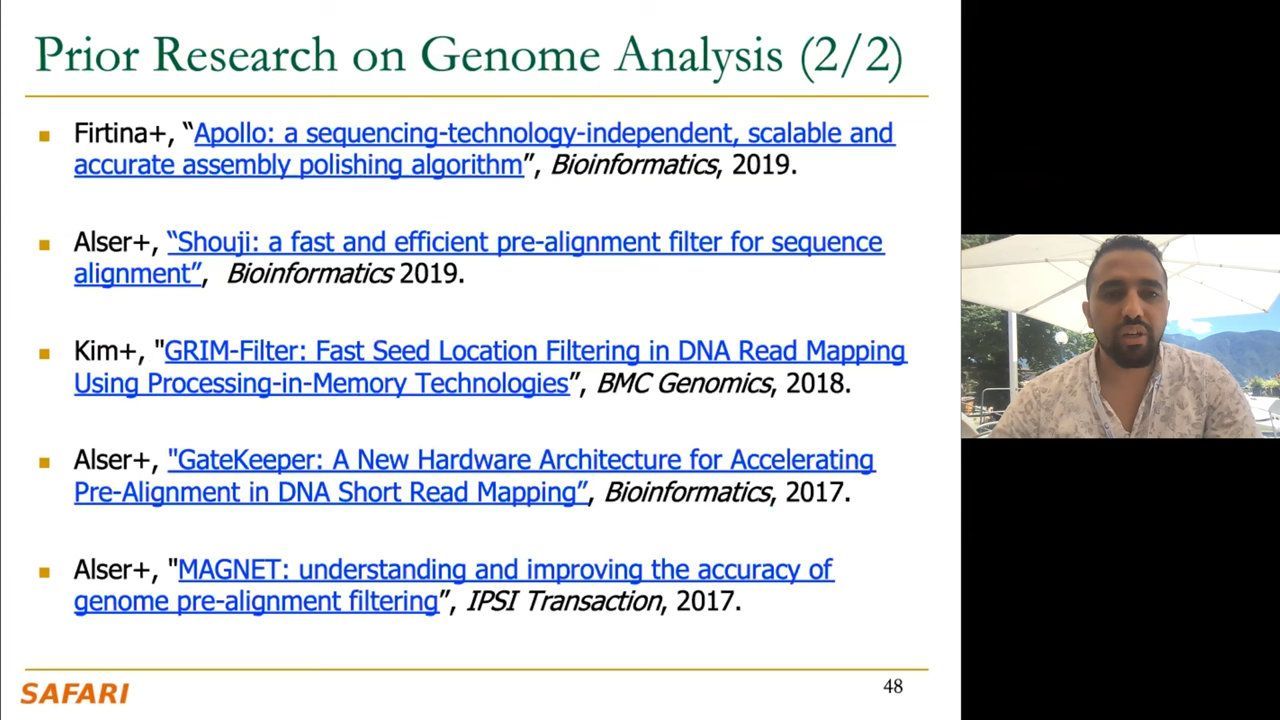 Prior Research on Genome Analysis (2/2)
Firtina+, “Apollo: a sequencing-technology-independent, scalable and
accurate assembly polishing algorithm”, Bioinformatics, 2019.
Alser+, “Shouji: a fast and efficient pre-alignment filter for sequence
alignment”, Bioinformatics 2019.
Kim+, "GRIM-Filter: Fast Seed Location Filtering in DNA Read Mapping
Using Processing-in-Memory Technologies”, BMC Genomics, 2018.
Alser+, "GateKeeper: A New Hardware Architecture for Accelerating
Pre-Alignment in DNA Short Read Mapping”, Bioinformatics, 2017.
Alser+, "MAGNET: understanding and improving the accuracy of
genome pre-alignment filtering”, IPSI Transaction, 2017.
SAFARI
48